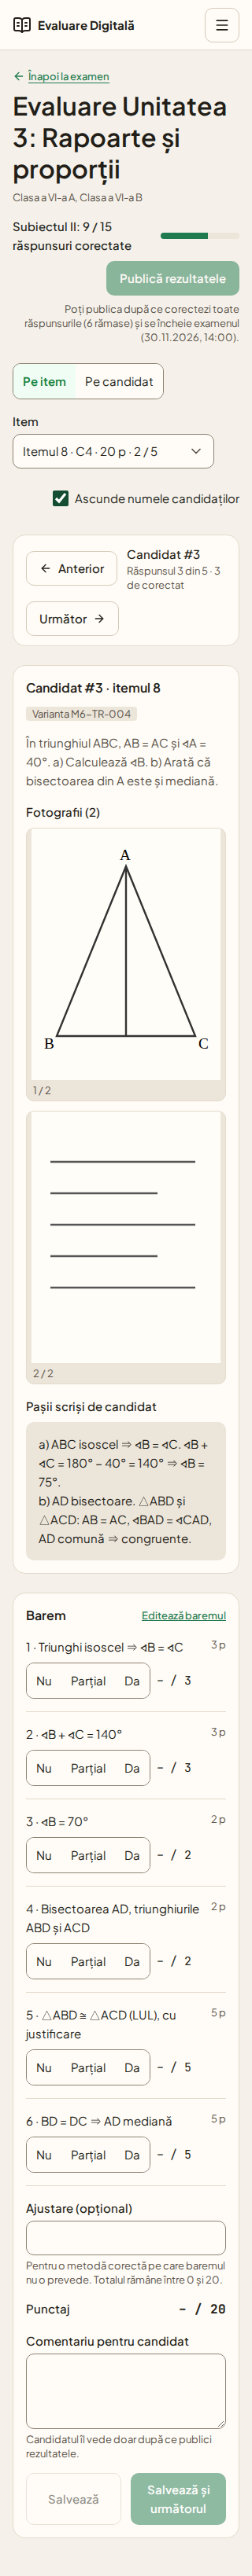 Evaluare Digitală
← Înapoi la examen
Evaluare Unitatea
3: Rapoarte și
proporții
Clasa a VI-a A, Clasa a VI-a B
Subiectul II: 9 / 15
răspunsuri corectate
Publică rezultatele
Poți publica după ce corectezi toate
răspunsurile (6 rămase) și se încheie examenul
(30.11.2026, 14:00).
Pe item
Pe candidat
Item
Itemul 8 · C4 · 20 p · 2 / 5
Ascunde numele candidaților
← Anterior
Candidat #3
Răspunsul 3 din 5 · 3
de corectat
Următor →
Candidat #3 · itemul 8
Varianta M6-TR-004
În triunghiul ABC, AB = AC și ∢A =
40°. a) Calculează ∢B. b) Arată că
bisectoarea din A este și mediană.
Fotografii (2)
A
B
C
1 / 2
2 / 2
Pașii scriși de candidat
a) ABC isoscel ⇒ ∢B = ∢C. ∢B +
∢C = 180° − 40° = 140° ⇒ ∢B =
75°.
b) AD bisectoare. △ABD și
△ACD: AB = AC, ∢BAD = ∢CAD,
AD comună ⇒ congruente.
Barem
Editează baremul
1 · Triunghi isoscel ⇒ ∢B = ∢C
3 p
Nu
Parțial
Da
– / 3
2 · ∢B + ∢C = 140°
3 p
Nu
Parțial
Da
– / 3
3 · ∢B = 70°
2 p
Nu
Parțial
Da
– / 2
4 · Bisectoarea AD, triunghiurile
ABD și ACD
2 p
Nu
Parțial
Da
– / 2
5 · △ABD ≅ △ACD (LUL), cu
justificare
5 p
Nu
Parțial
Da
– / 5
6 · BD = DC ⇒ AD mediană
5 p
Nu
Parțial
Da
– / 5
Ajustare (opțional)
Pentru o metodă corectă pe care baremul
nu o prevede. Totalul rămâne între 0 și 20.
Punctaj
– / 20
Comentariu pentru candidat
Candidatul îl vede doar după ce publici
rezultatele.
Salvează
Salvează și
următorul